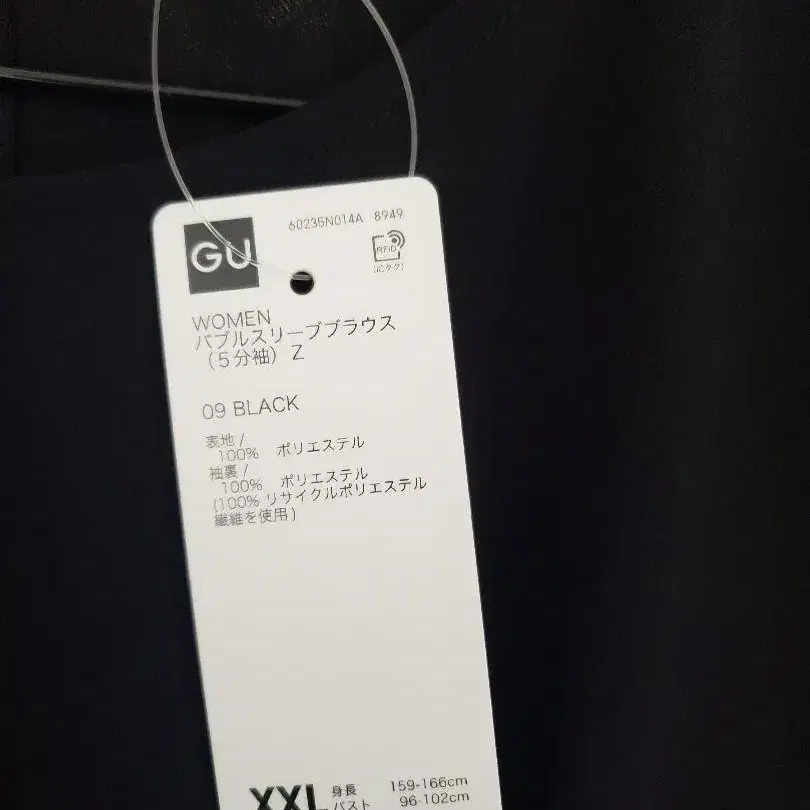 60235N014A 8949
GU
RFID
ICタグ
WOMEN
バブルスリーブブラウス
(5分袖) Z
09 BLACK
表地 /
100% ポリエステル
袖裏 /
100% ポリエステル
(100% リサイクルポリエステル
繊維を使用)
XXL 身長 159-166cm
バスト 96-102cm